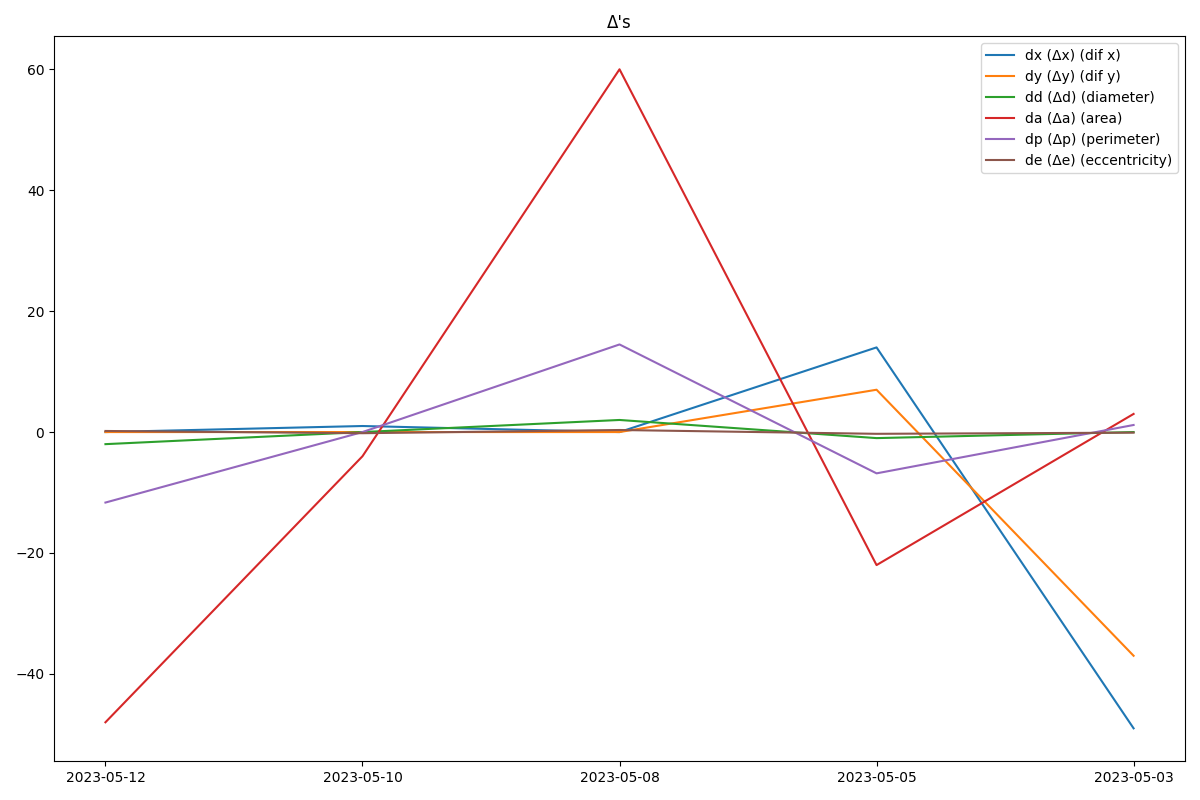 Δ's
dx (Δx) (dif x)
dy (Δy) (dif y)
dd (Δd) (diameter)
da (Δa) (area)
dp (Δp) (perimeter)
de (Δe) (eccentricity)
60
40
20
0
−20
−40
2023-05-12 2023-05-10 2023-05-08 2023-05-05 2023-05-03